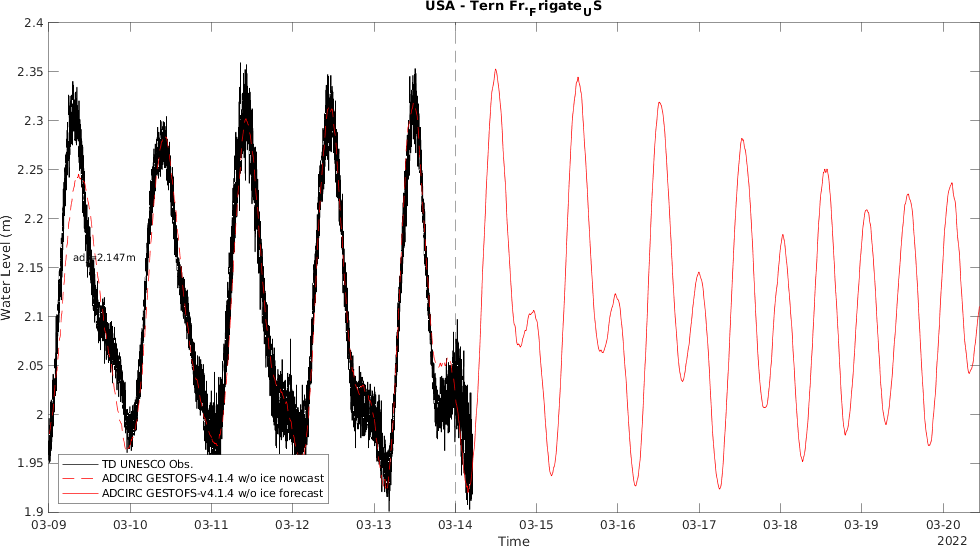 USA - Tern Fr.FrigateUS
2.4
2.35
2.3
2.25
2.2
2.15
2.1
2.05
2
1.95
1.9
Water Level (m)
2.147m
TD UNESCO Obs.
ADCIRC GESTOFS-v4.1.4 w/o ice nowcast
ADCIRC GESTOFS-v4.1.4 w/o ice forecast
03-09 03-10 03-11 03-12 03-13 03-14 03-15 03-16 03-17 03-18 03-19 03-20
Time
2022